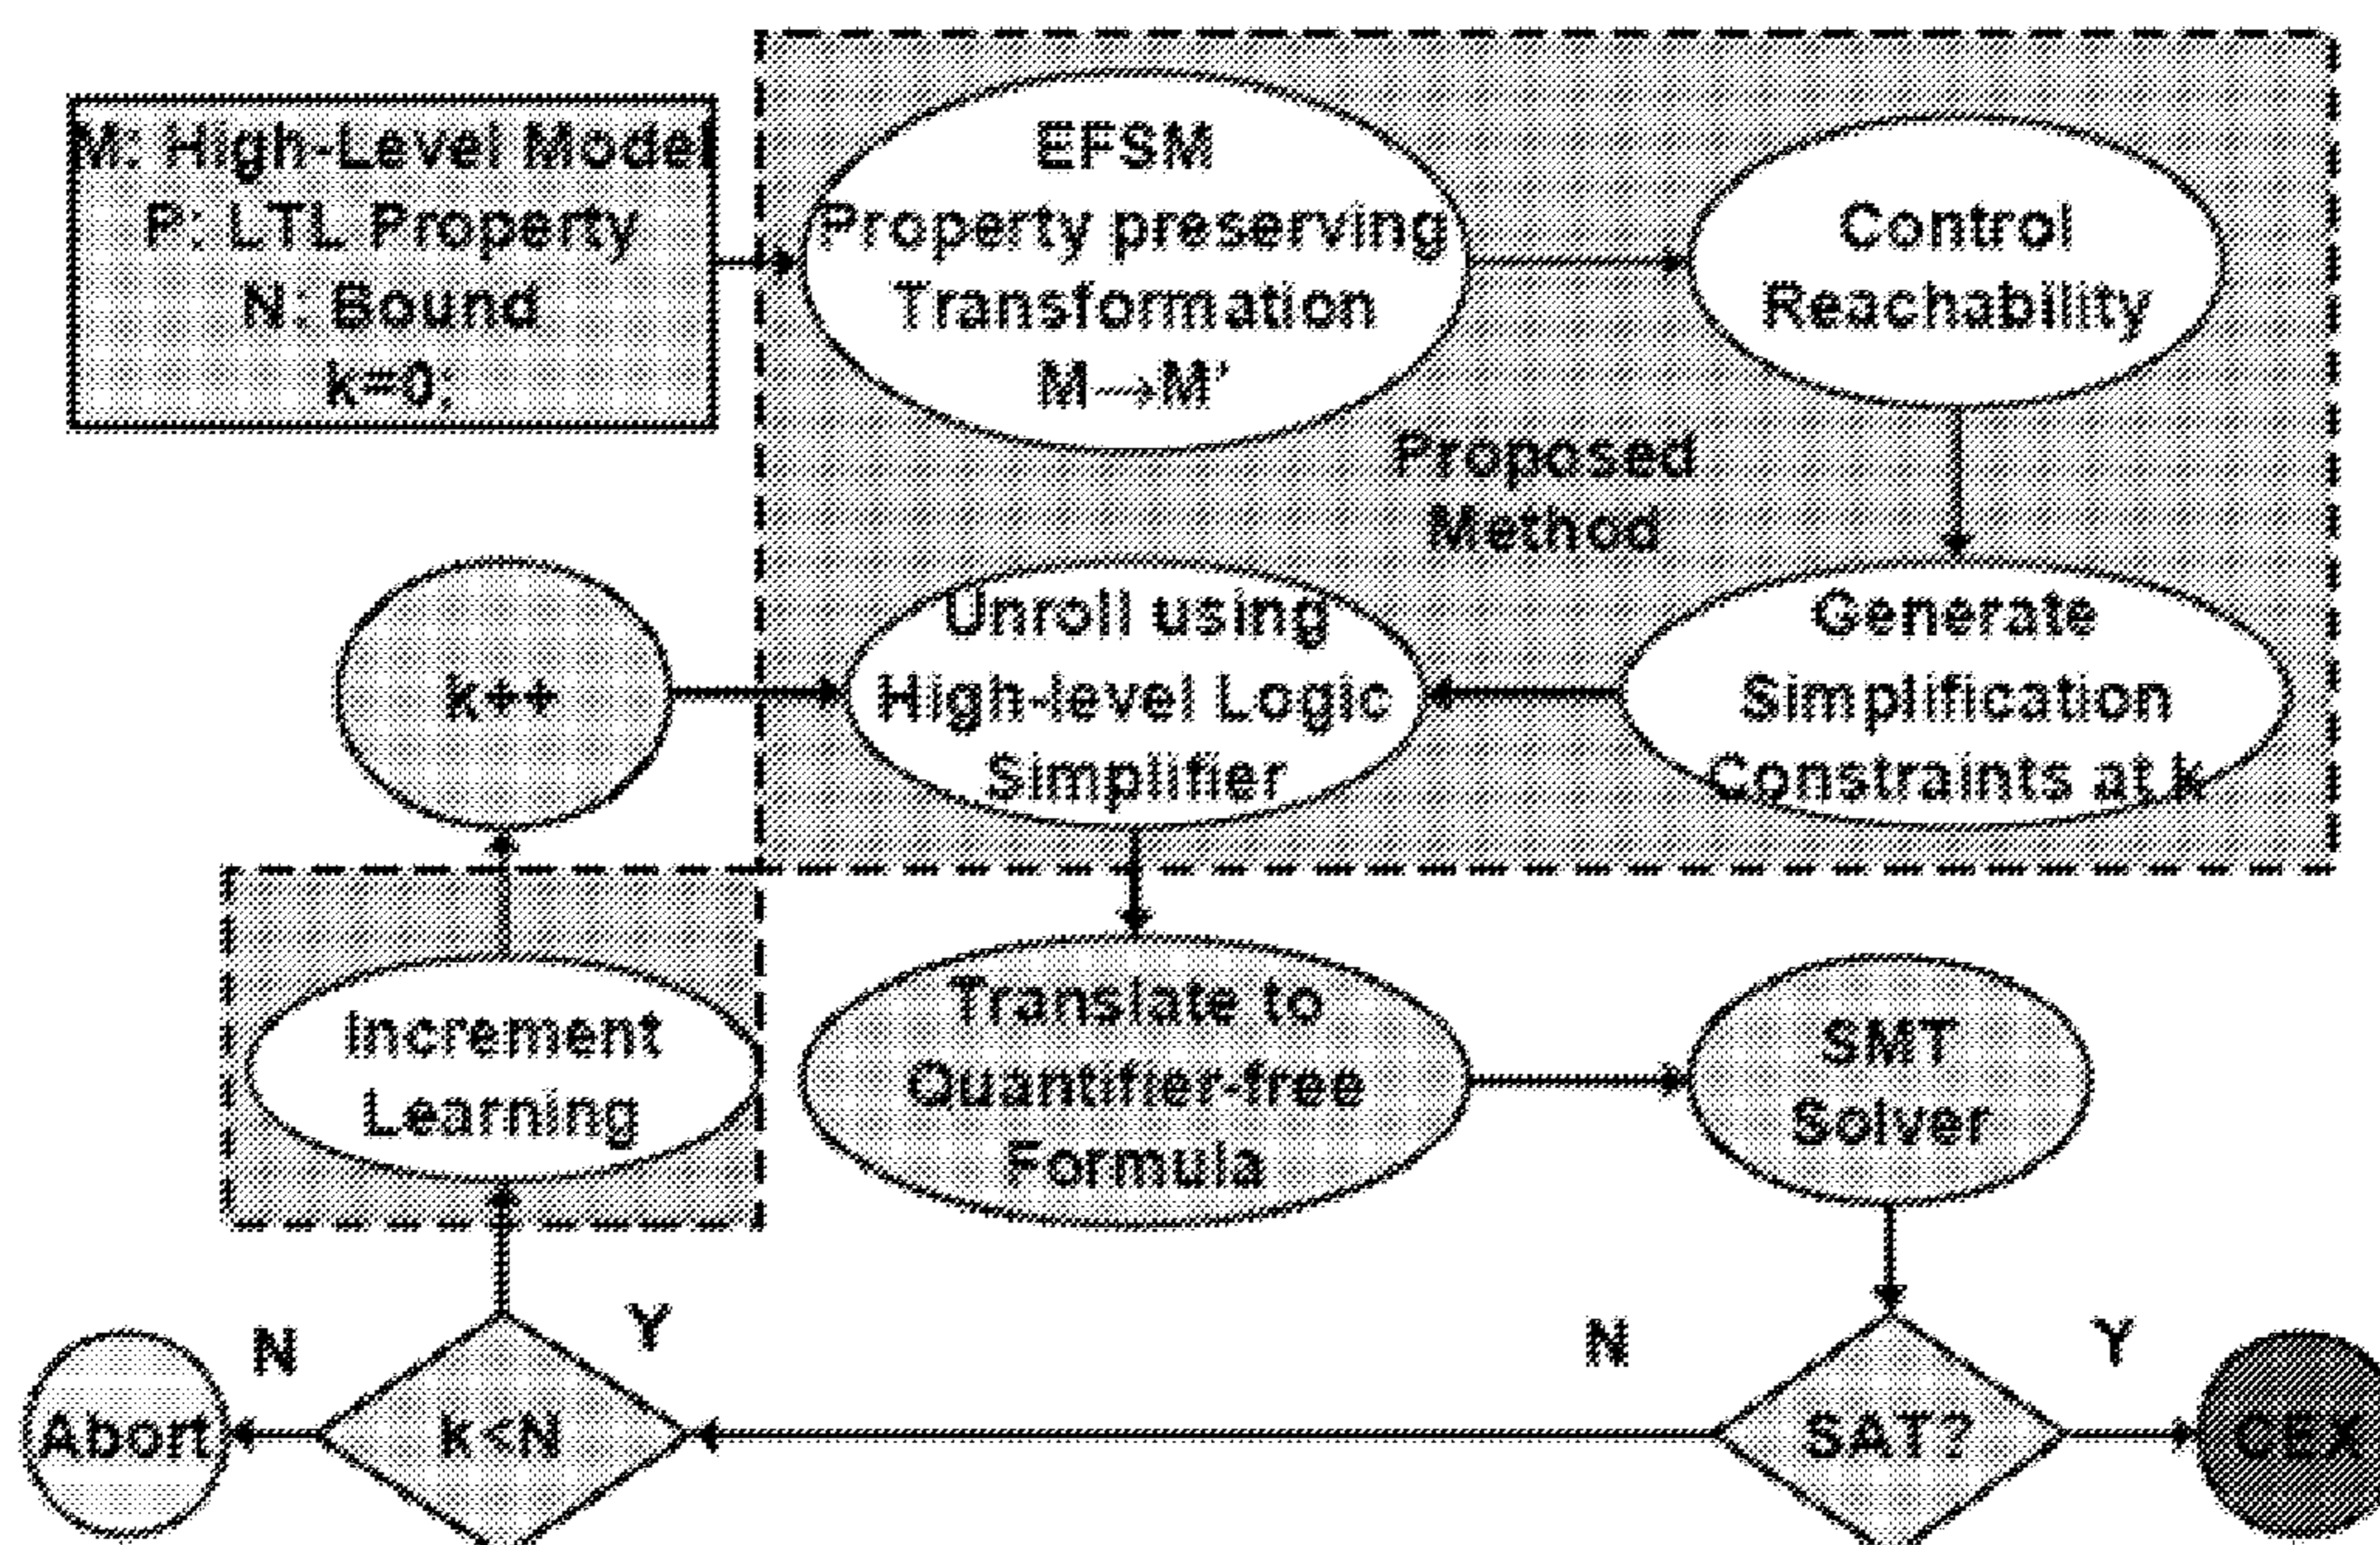 M: High-Level Model
P: LTL Property
N: Bound
k=0;
EFSM
Property preserving
Transformation
M→M'
Control
Reachability
Proposed
Method
k++
Unroll using
High-level Logic
Simplifier
Generate
Simplification
Constraints at k
Increment
Learning
Translate to
Quantifier-free
Formula
SMT
Solver
Abort
N
k<N
Y
N
SAT?
Y
CEX